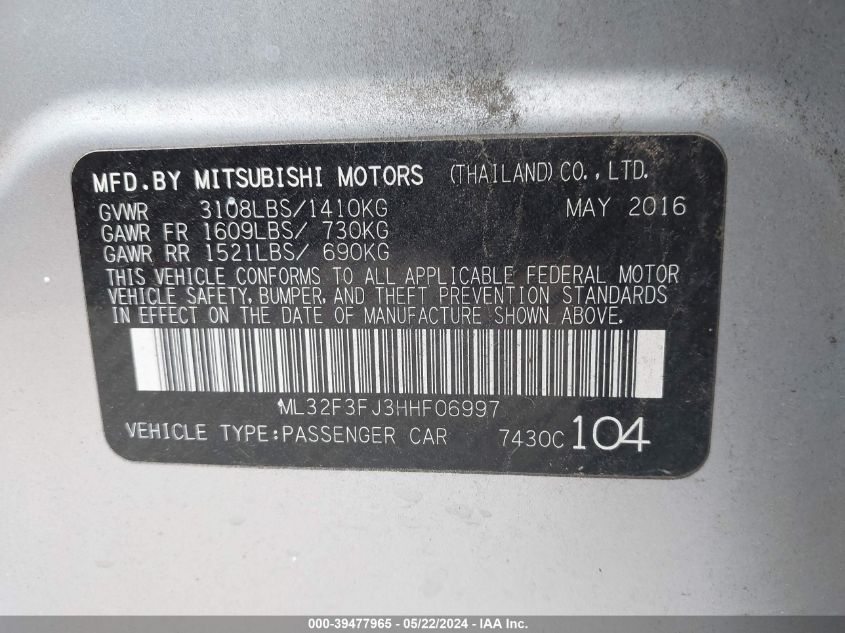 MFD.BY MITSUBISHI MOTORS (THAILAND) CO.,LTD.
GVWR 3108LBS/1410KG MAY 2016
GAWR FR 1609LBS/ 730KG
GAWR RR 1521LBS/ 690KG
THIS VEHICLE CONFORMS TO ALL APPLICABLE FEDERAL MOTOR
VEHICLE SAFETY, BUMPER, AND THEFT PREVENTION STANDARDS
IN EFFECT ON THE DATE OF MANUFACTURE SHOWN ABOVE.
ML32F3FJ3HHF06997
VEHICLE TYPE:PASSENGER CAR 7430C 104
000-39477965 - 05/22/2024 - IAA Inc.